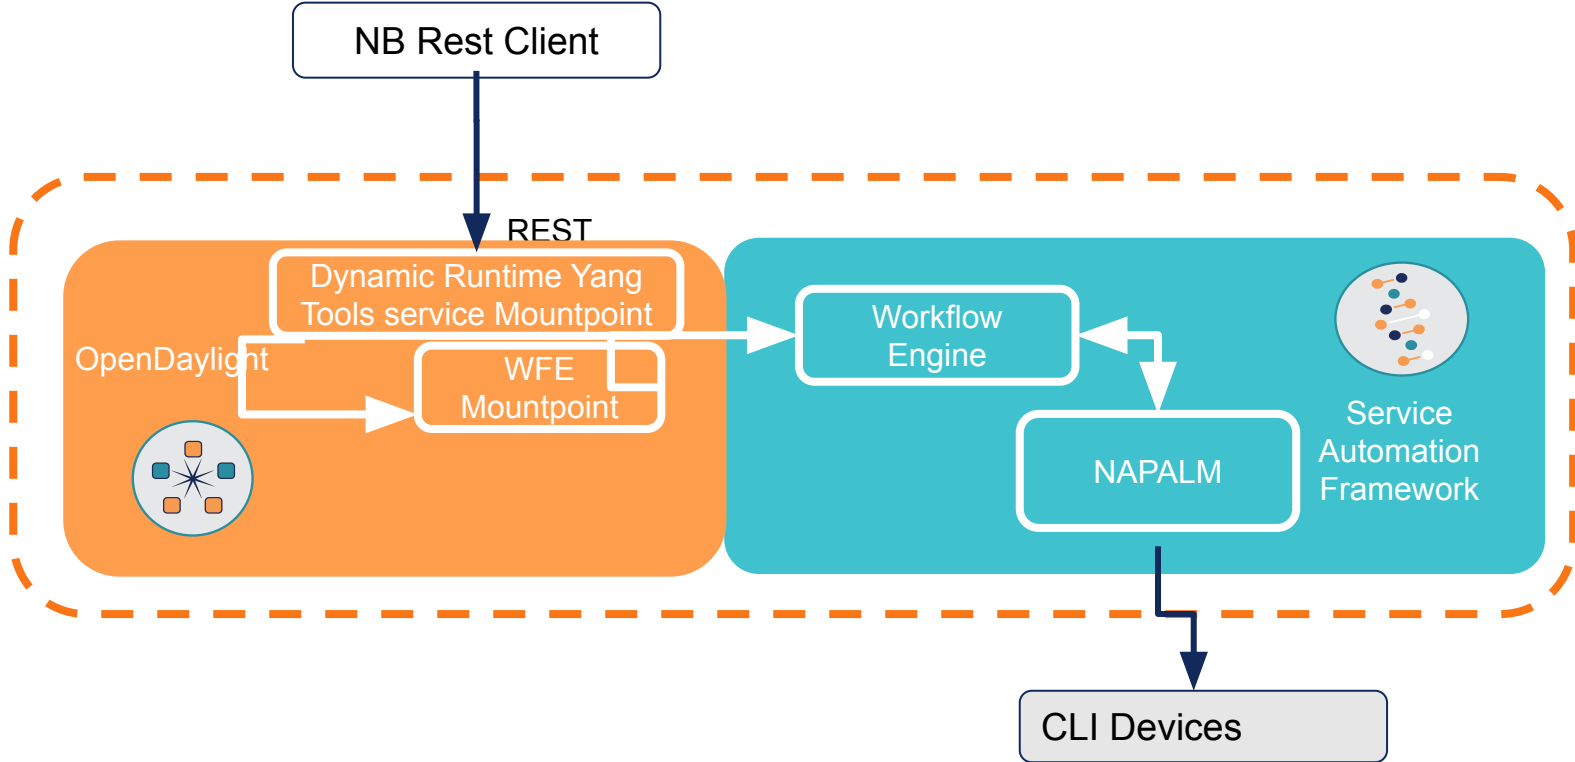 NB Rest Client
REST
Dynamic Runtime Yang
Tools service Mountpoint
OpenDaylight
WFE
Mountpoint
Workflow
Engine
NAPALM
Service
Automation
Framework
CLI Devices